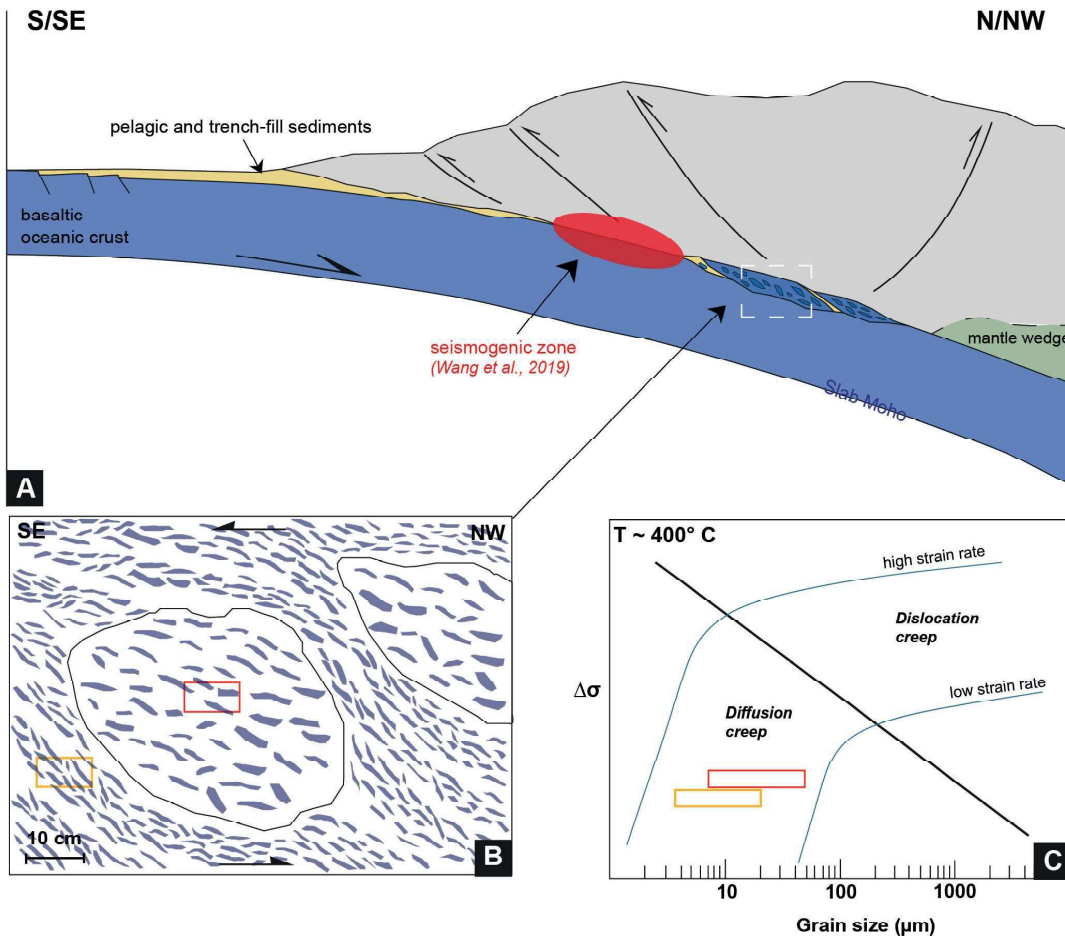 S/SE
N/NW
pelagic and trench-fill sediments
basaltic
oceanic crust
seismogenic zone
(Wang et al., 2019)
mantle wedge
Slab Moho
A
SE
NW
10 cm
B
T ~ 400° C
high strain rate
Dislocation
creep
low strain rate
Δσ
Diffusion
creep
C
10
100
1000
Grain size (μm)